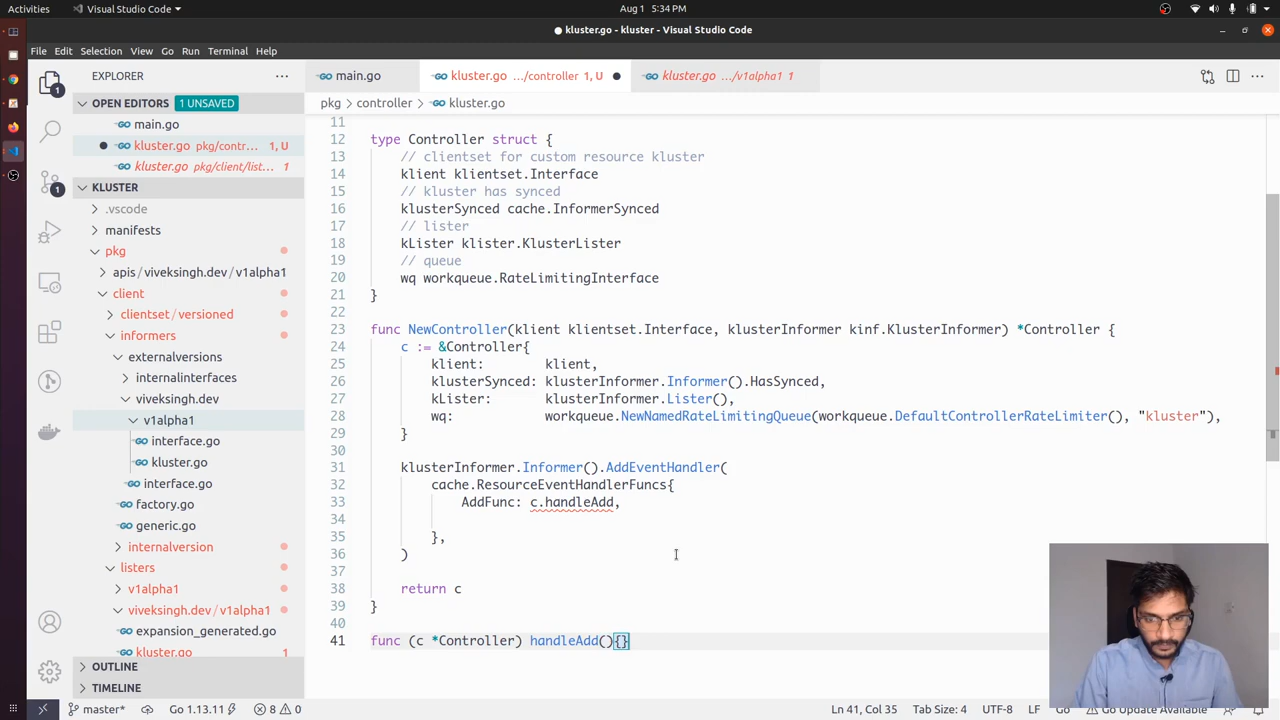 Activities
Visual Studio Code
Aug 1 5:34 PM
kluster.go - kluster - Visual Studio Code
File Edit Selection View Go Run Terminal Help
EXPLORER
main.go
kluster.go .../controller 1, U
kluster.go .../v1alpha1 1
OPEN EDITORS
1 UNSAVED
main.go
kluster.go pkg/contr... 1, U
kluster.go pkg/client/list... 1
KLUSTER
.vscode
manifests
pkg
apis / viveksingh.dev / v1alpha1
client
clientset / versioned
informers
externalversions
internalinterfaces
viveksingh.dev
v1alpha1
interface.go
kluster.go
interface.go
factory.go
generic.go
internalversion
listers
v1alpha1
viveksingh.dev / v1alpha1
expansion_generated.go
kluster.go 1
OUTLINE
TIMELINE
pkg > controller > kluster.go
11
12 type Controller struct {
13 // clientset for custom resource kluster
14 klient klientset.Interface
15 // kluster has synced
16 klusterSynced cache.InformerSynced
17 // lister
18 kLister klister.KlusterLister
19 // queue
20 wq workqueue.RateLimitingInterface
21 }
22
23 func NewController(klient klientset.Interface, klusterInformer kinf.KlusterInformer) *Controller {
24 c := &Controller{
25 klient: klient,
26 klusterSynced: klusterInformer.Informer().HasSynced,
27 kLister: klusterInformer.Lister(),
28 wq: workqueue.NewNamedRateLimitingQueue(workqueue.DefaultControllerRateLimiter(), "kluster"),
29 }
30
31 klusterInformer.Informer().AddEventHandler(
32 cache.ResourceEventHandlerFuncs{
33 AddFunc: c.handleAdd,
34
35 },
36 )
37
38 return c
39 }
40
41 func (c *Controller) handleAdd(){}
master*
Go 1.13.11
8 0
Ln 41, Col 35
Tab Size: 4
UTF-8
LF
Go
Go Update Available
1
1